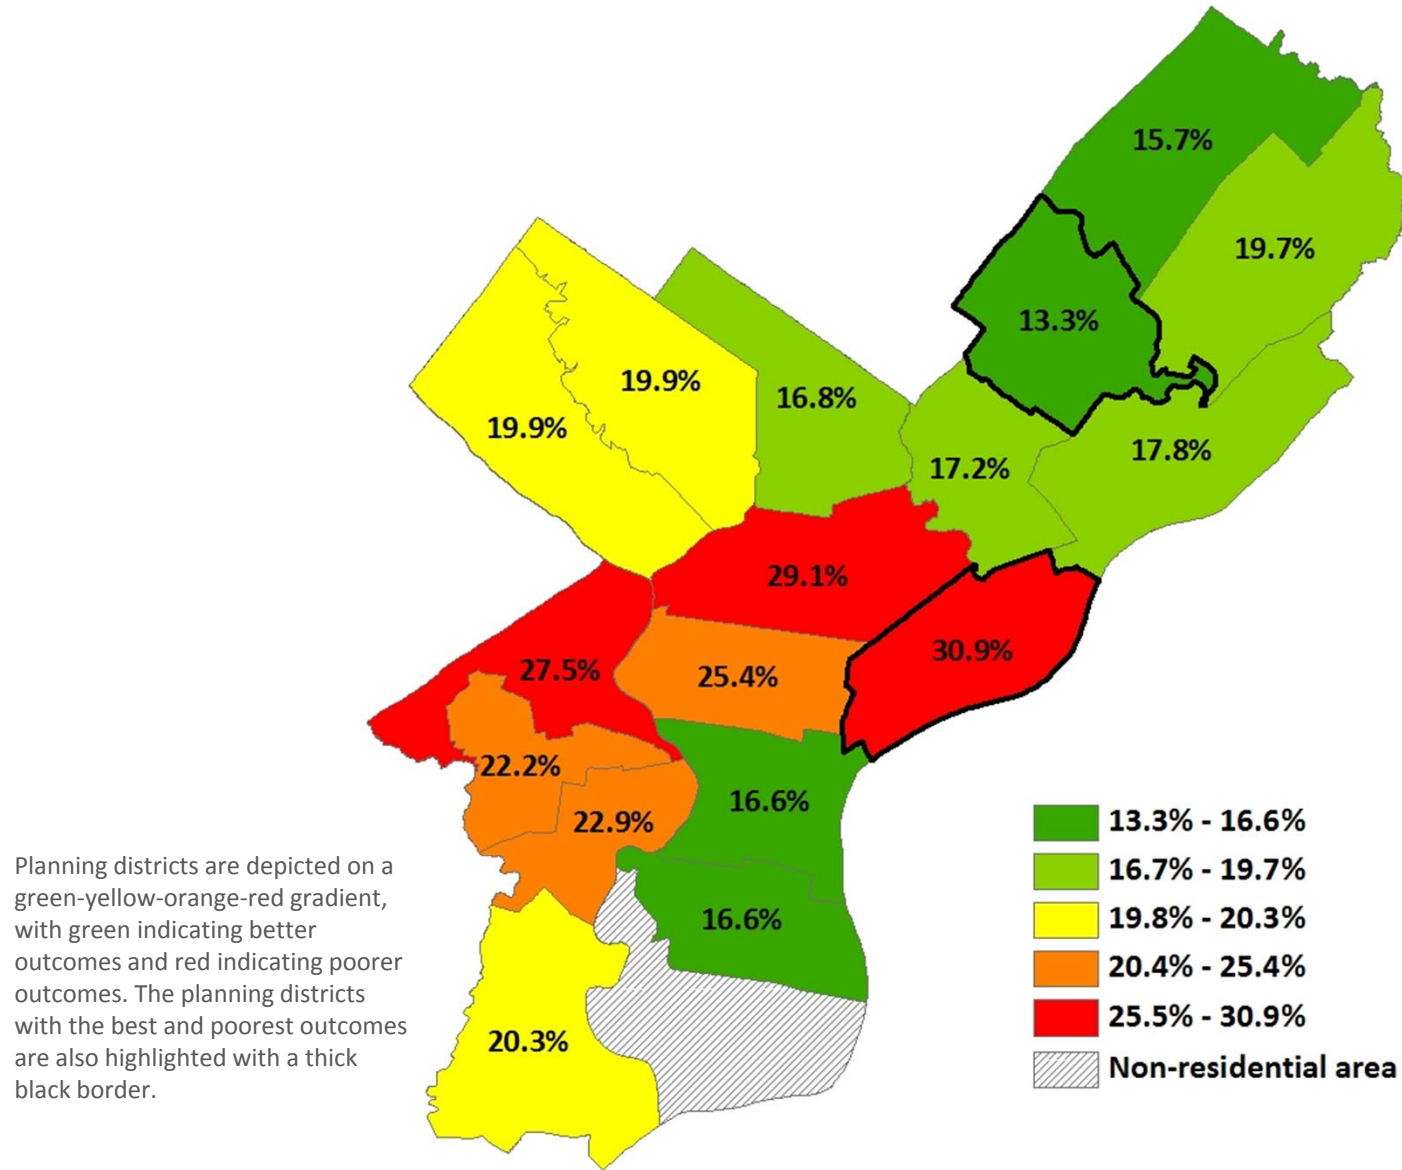 15.7%
19.7%
13.3%
19.9%
16.8%
19.9%
17.2%
17.8%
29.1%
30.9%
27.5%
25.4%
22.2%
16.6%
22.9%
16.6%
20.3%
Planning districts are depicted on a
green-yellow-orange-red gradient,
with green indicating better
outcomes and red indicating poorer
outcomes. The planning districts
with the best and poorest outcomes
are also highlighted with a thick
black border.
13.3% - 16.6%
16.7% - 19.7%
19.8% - 20.3%
20.4% - 25.4%
25.5% - 30.9%
Non-residential area